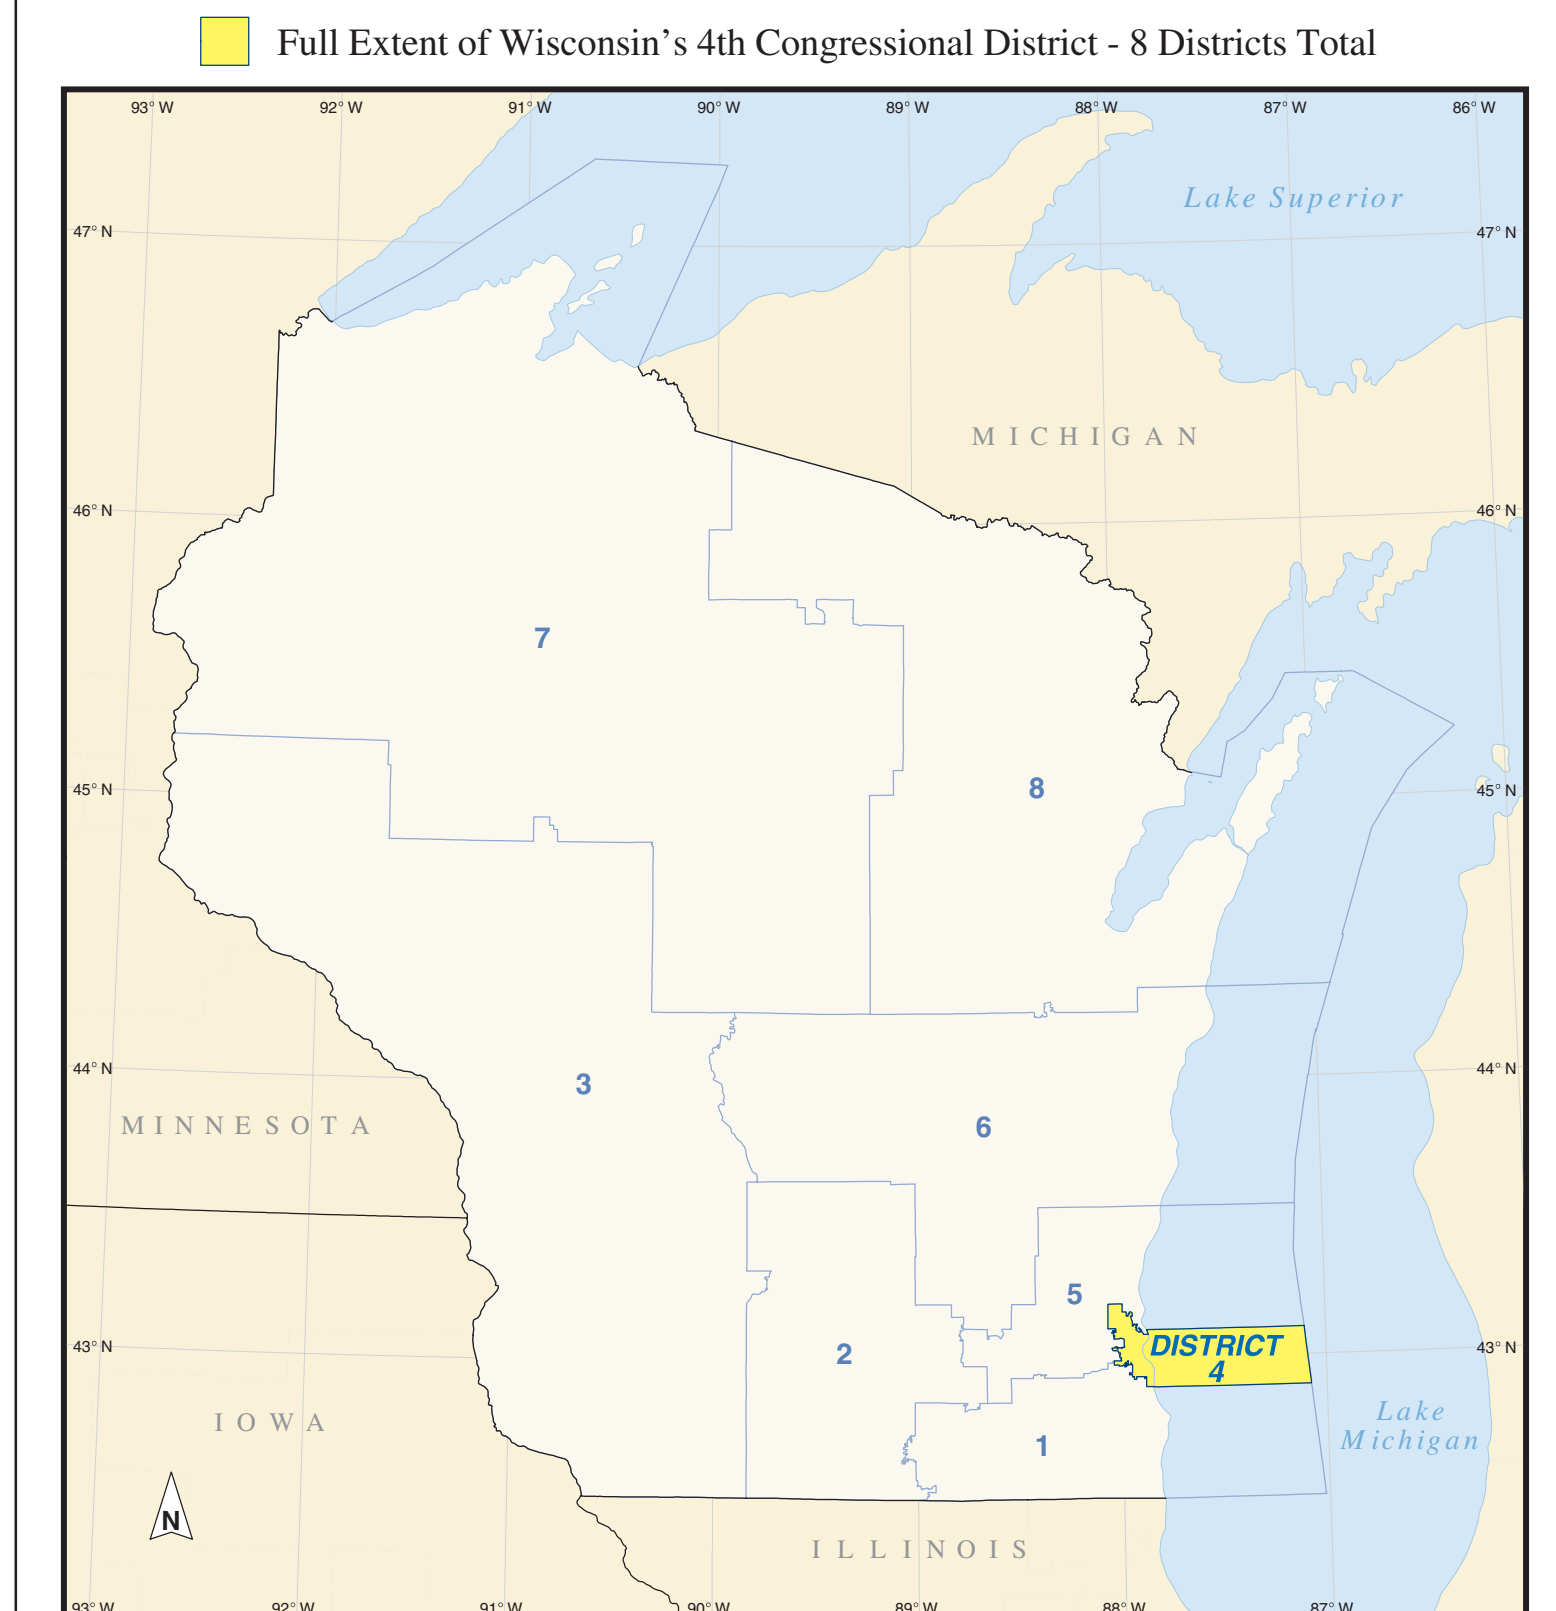 Full Extent of Wisconsin's 4th Congressional District - 8 Districts Total
93° W 92° W 91° W 90° W 89° W 88° W 87° W 86° W
Lake Superior
47° N 47° N
MICHIGAN
46° N 46° N
7
8
45° N 45° N
44° N 44° N
3
MINNESOTA
6
5
43° N 43° N
2
DISTRICT
4
Lake
Michigan
IOWA
1
N
ILLINOIS
93° W 92° W 91° W 90° W 89° W 88° W 87° W